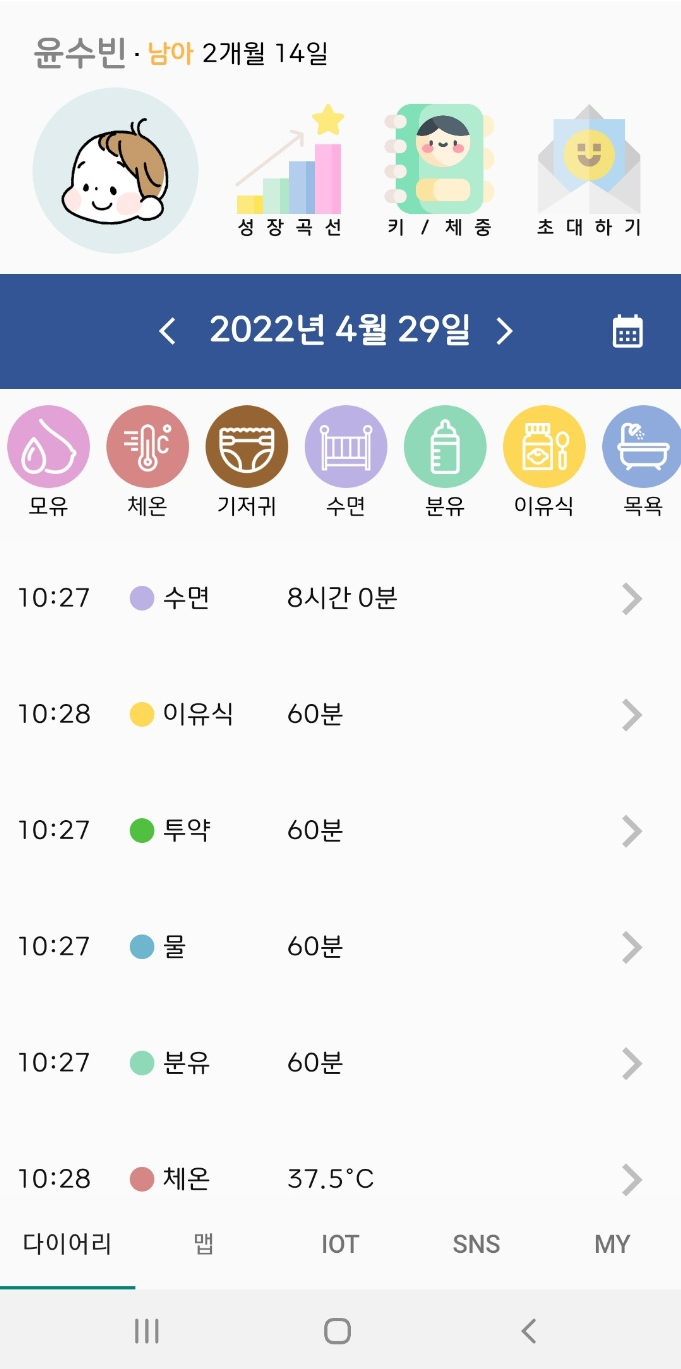 윤수빈 · 남아 2개월 14일
성장곡선 키 / 체중 초대하기
2022년 4월 29일
모유 체온 기저귀 수면 분유 이유식 목욕
10:27 수면 8시간 0분
10:28 이유식 60분
10:27 투약 60분
10:27 물 60분
10:27 분유 60분
10:28 체온 37.5°C
다이어리 맵 IOT SNS MY